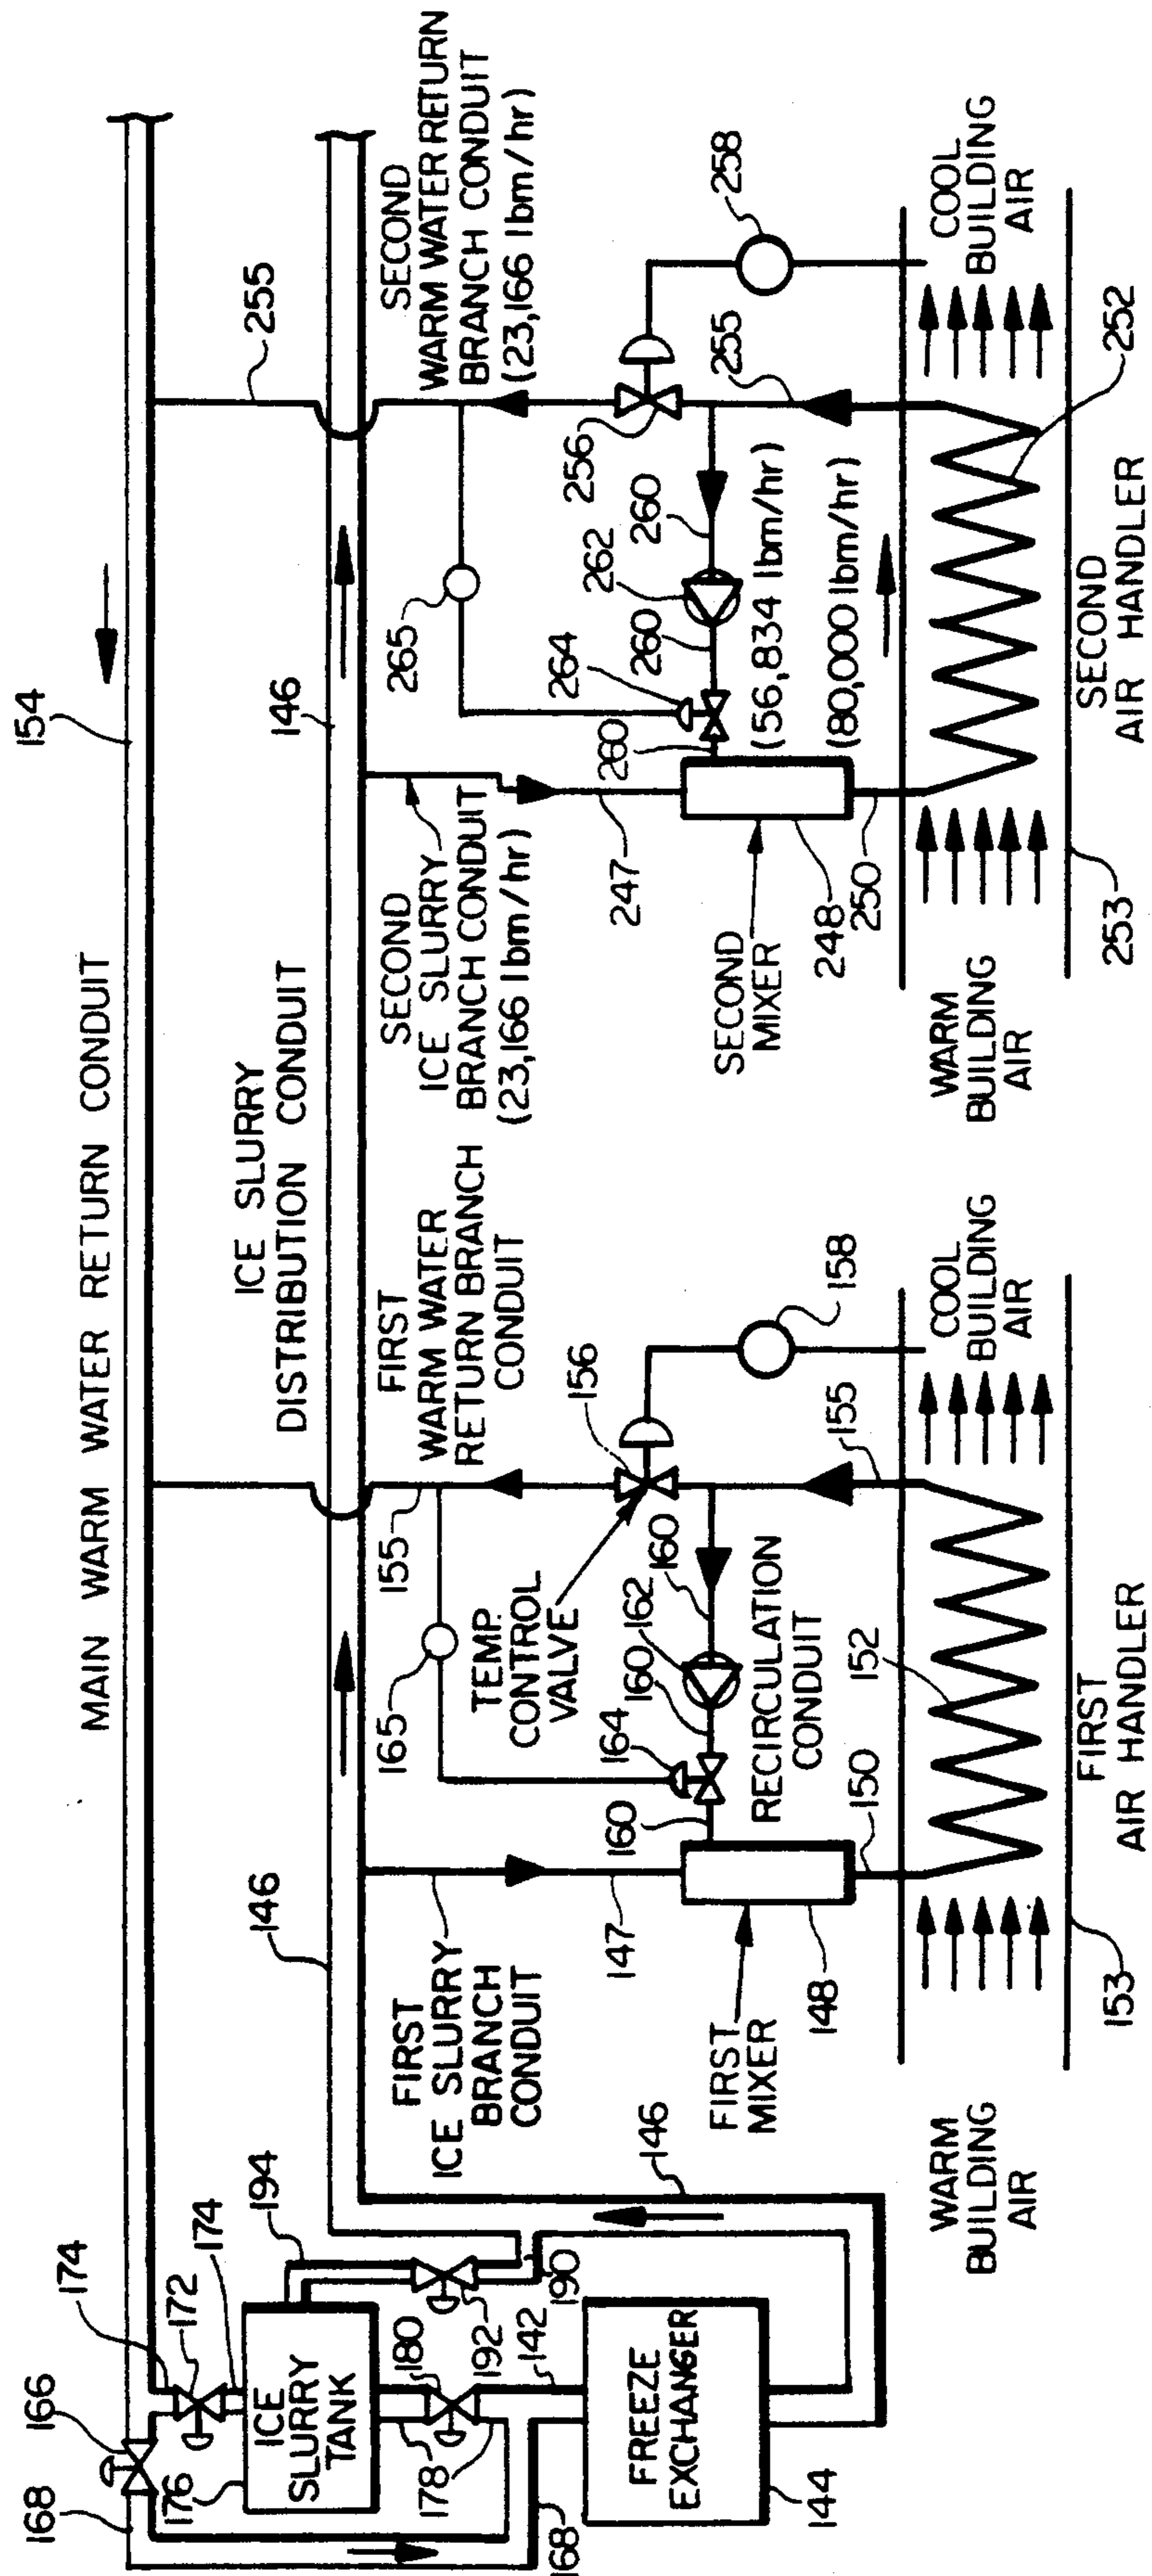 154
MAIN WARM WATER RETURN CONDUIT
166
168
174
172
174
176
ICE
SLURRY
TANK
194
180
178
192
190
142
168
FREEZE
EXCHANGER
144
146
146
ICE SLURRY
DISTRIBUTION CONDUIT
146
FIRST
ICE SLURRY
BRANCH
CONDUIT
147
FIRST
MIXER
148
150
160
164
160
162
160
RECIRCULATION
CONDUIT
165
TEMP.
CONTROL
VALVE
156
158
155
155
FIRST
WARM WATER
RETURN BRANCH
CONDUIT
WARM
BUILDING
AIR
153
152
FIRST
AIR HANDLER
COOL
BUILDING
AIR
SECOND
ICE SLURRY
BRANCH CONDUIT
(23,166 lbm/hr)
247
SECOND
MIXER
248
250
260
264
260
262
260
(56,834 lbm/hr)
(80,000 lbm/hr)
265
256
258
255
255
SECOND
WARM WATER RETURN
BRANCH CONDUIT
(23,166 lbm/hr)
WARM
BUILDING
AIR
253
252
SECOND
AIR HANDLER
COOL
BUILDING
AIR